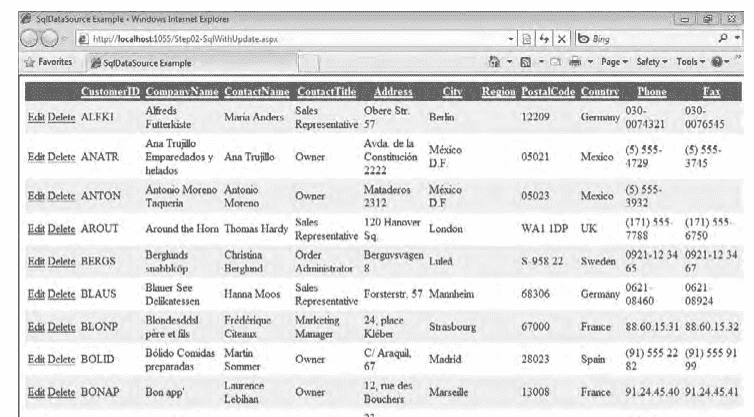 SqlDataSource Example - Windows Internet Explorer
http://localhost:1055/Step02-SqlWithUpdate.aspx
Bing
Favorites SqlDataSource Example Page Safety Tools
CustomerID CompanyName ContactName ContactTitle Address City Region PostalCode Country Phone Fax
Edit Delete ALFKI Alfreds Futterkiste Maria Anders Sales Representative Obere Str. 57 Berlin 12209 Germany 030-0074321 030-0076545
Edit Delete ANATR Ana Trujillo Emparedados y helados Ana Trujillo Owner Avda. de la Constitución 2222 México D.F. 05021 Mexico (5) 555-4729 (5) 555-3745
Edit Delete ANTON Antonio Moreno Taquería Antonio Moreno Owner Mataderos 2312 México D.F. 05023 Mexico (5) 555-3932
Edit Delete AROUT Around the Horn Thomas Hardy Sales Representative 120 Hanover Sq. London WA1 1DP UK (171) 555-7788 (171) 555-6750
Edit Delete BERGS Berglunds snabbköp Christina Berglund Order Administrator Berguvsvägen 8 Luleå S-958 22 Sweden 0921-12 34 65 0921-12 34 67
Edit Delete BLAUS Blauer See Delikatessen Hanna Moos Sales Representative Forsterstr. 57 Mannheim 68306 Germany 0621-08460 0621-08924
Edit Delete BLONP Blondesddsl père et fils Frédérique Citeaux Marketing Manager 24, place Kléber Strasbourg 67000 France 88.60.15.31 88.60.15.32
Edit Delete BOLID Bólido Comidas preparadas Martín Sommer Owner C/ Araquil, 67 Madrid 28023 Spain (91) 555 22 82 (91) 555 91 99
Edit Delete BONAP Bon app' Laurence Lebihan Owner 12, rue des Bouchers Marseille 13008 France 91.24.45.40 91.24.45.41